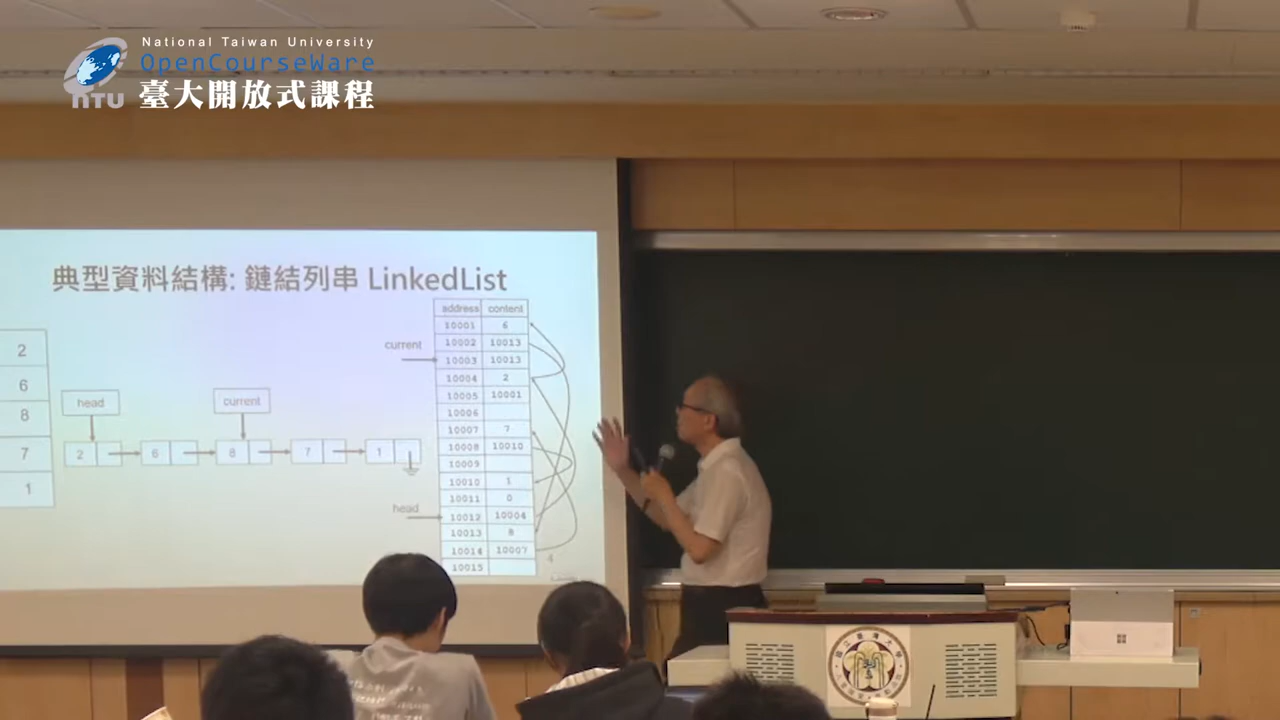 National Taiwan University
OpenCourseWare
NTU 臺大開放式課程
典型資料結構: 鏈結列串 LinkedList
2
6
8
7
1
head
current
2 6 8 7 1
current
head
address content
10001 6
10002 10013
10003 10013
10004 2
10005 10001
10006
10007 7
10008 10010
10009
10010 1
10011 0
10012 10004
10013 8
10014 10007
10015
4